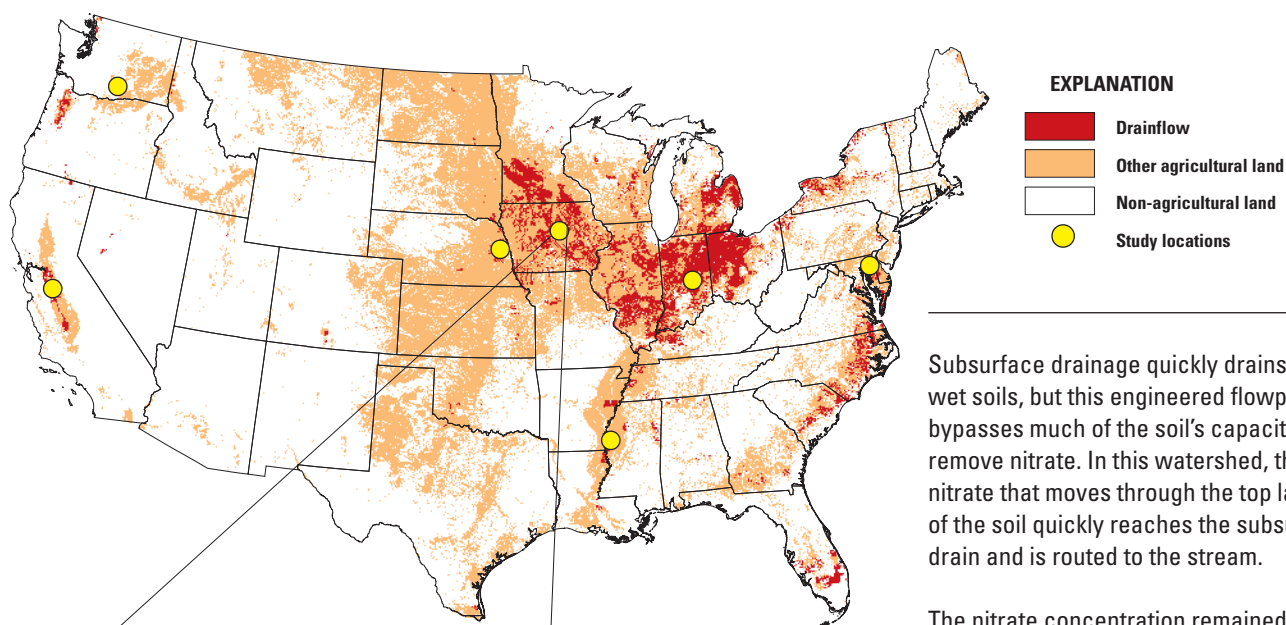 EXPLANATION
Drainflow
Other agricultural land
Non-agricultural land
Study locations
Subsurface drainage quickly drains
wet soils, but this engineered flowp
bypasses much of the soil’s capacit
remove nitrate. In this watershed, th
nitrate that moves through the top la
of the soil quickly reaches the subsu
drain and is routed to the stream.
The nitrate concentration remained